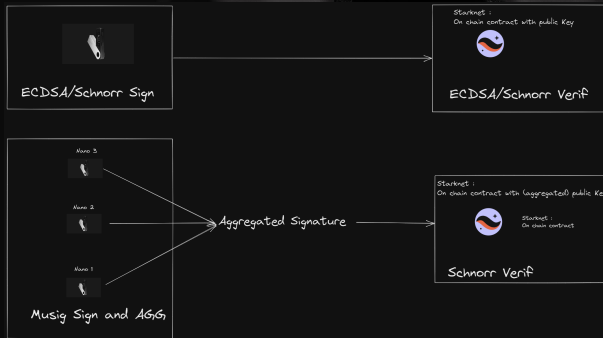 Starknet :
On chain contract with public Key
ECDSA/Schnorr Sign
ECDSA/Schnorr Verif
Nano 3
Nano 2
Nano 1
Musig Sign and AGG
Aggregated Signature
Starknet :
On chain contract with (aggregated) public Ke
Starknet :
On chain contract
Schnorr Verif